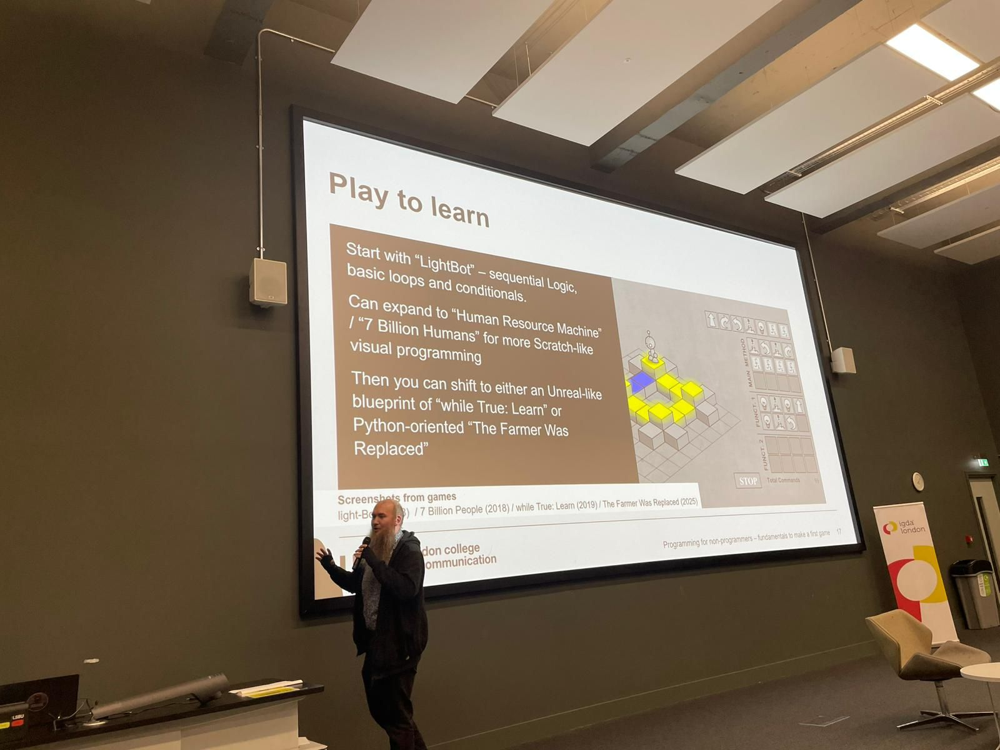 Play to learn
Start with “LightBot” – sequential Logic,
basic loops and conditionals.
Can expand to “Human Resource Machine”
/ “7 Billion Humans” for more Scratch-like
visual programming
Then you can shift to either an Unreal-like
blueprint of “while True: Learn” or
Python-oriented “The Farmer Was
Replaced”
MAIN METHOD
FUNCT. 1
FUNCT. 2
STOP
Total Commands
Screenshots from games
light-Bo 8) / 7 Billion People (2018) / while True: Learn (2019) / The Farmer Was Replaced (2025)
don college
ommunication
Programming for non-programmers – fundamentals to make a first game 17
igda
london
LSBU